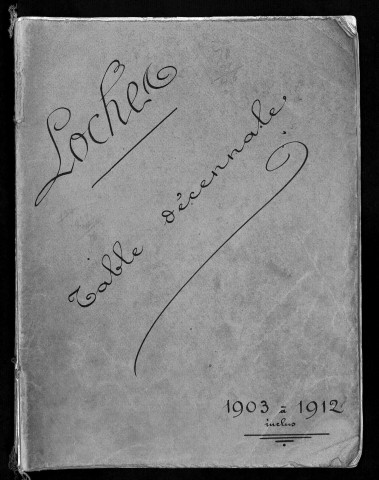 Loches
Table décennale
1903 à 1912
inclus